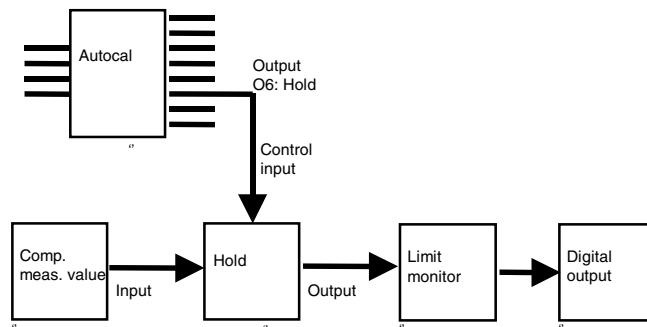 Autocal
Output
O6: Hold
Control
input
Comp.
meas. value
Input
Hold
Output
Limit
monitor
Digital
output